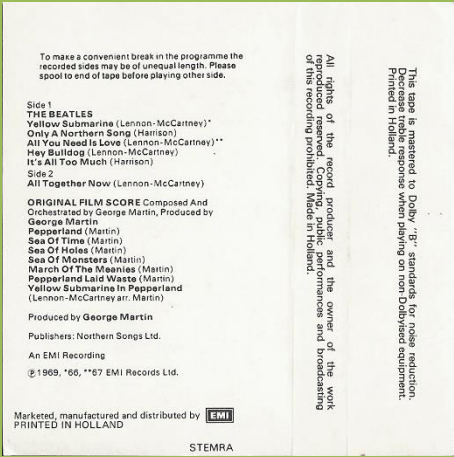 To make a convenient break in the programme the
recorded sides may be of unequal length. Please
spool to end of tape before playing other side.
Side 1
THE BEATLES
Yellow Submarine (Lennon-McCartney)*
Only A Northern Song (Harrison)
All You Need Is Love (Lennon-McCartney)**
Hey Bulldog (Lennon-McCartney)
It's All Too Much (Harrison)
Side 2
All Together Now (Lennon-McCartney)
ORIGINAL FILM SCORE Composed And
Orchestrated by George Martin, Produced by
George Martin
Pepperland (Martin)
Sea Of Time (Martin)
Sea Of Holes (Martin)
Sea Of Monsters (Martin)
March Of The Meanies (Martin)
Pepperland Laid Waste (Martin)
Yellow Submarine In Pepperland
(Lennon-McCartney arr. Martin)
Produced by George Martin
Publishers: Northern Songs Ltd.
An EMI Recording
℗1969, *66, **67 EMI Records Ltd.
Marketed, manufactured and distributed by EMI
PRINTED IN HOLLAND
STEMRA
All rights of the record producer and the owner of the work
reproduced reserved. Copying, public performances and broadcasting
of this recording prohibited. Made in Holland.
This tape is mastered to Dolby "B" standards for noise reduction.
Decrease treble response when playing on non-Dolbyised equipment.
Printed in Holland.